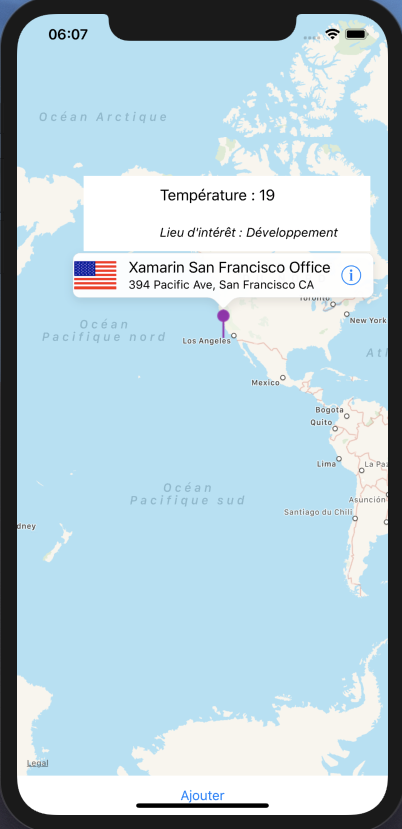 06:07
Océan Arctique
Température : 19
Lieu d'intérêt : Développement
Xamarin San Francisco Office
394 Pacific Ave, San Francisco CA
Toronto
New York
Océan
Pacifique nord
Los Angeles
Mexico
Bogota
Quito
Lima
La Paz
Océan
Pacifique sud
Asunción
Santiago du Chili
dney
Legal
Ajouter